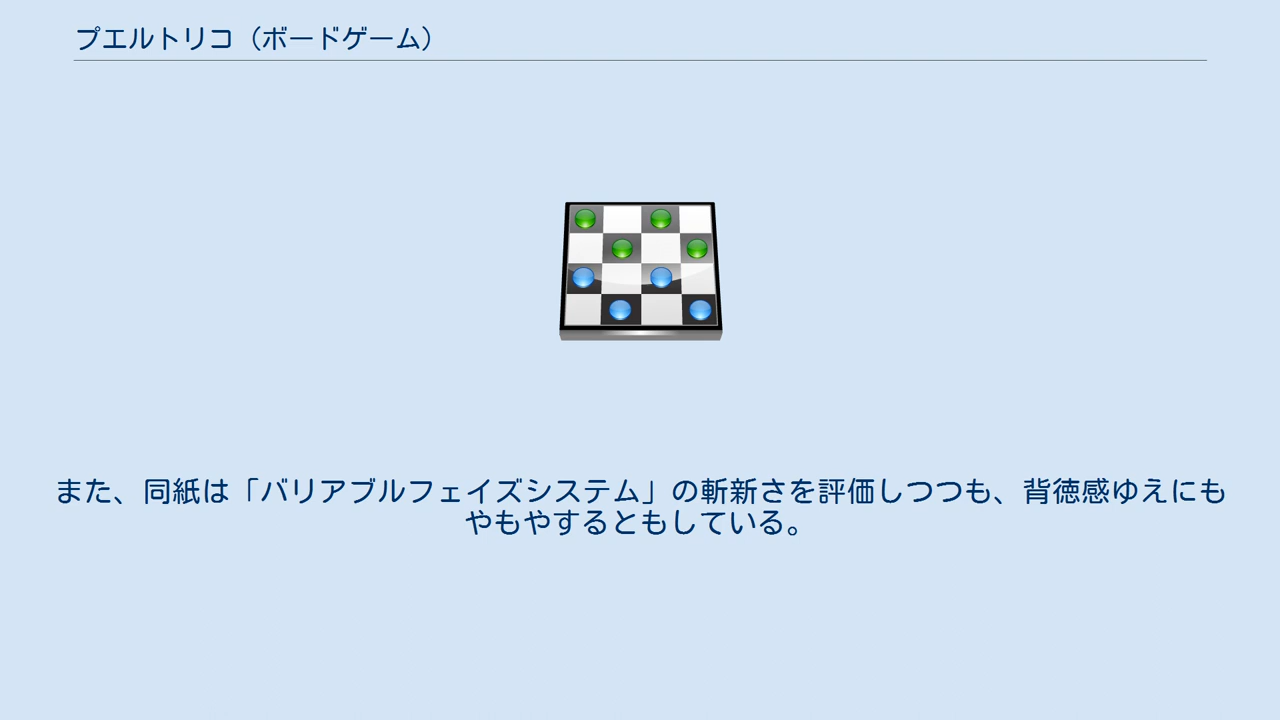 プエルトリコ（ボードゲーム）
また、同紙は「バリアブルフェイズシステム」の斬新さを評価しつつも、背徳感ゆえにも
やもやするともしている。